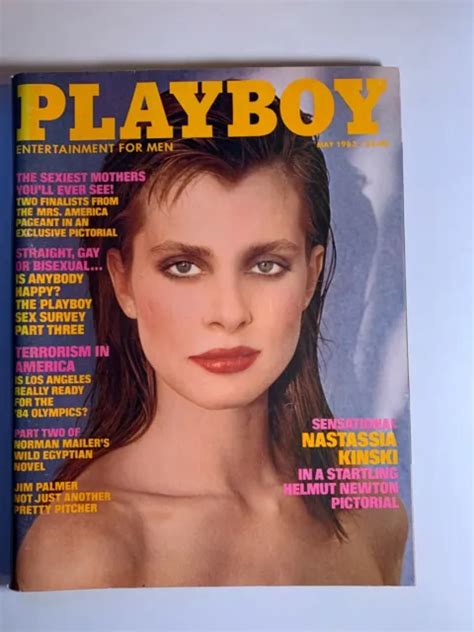 PLAYBOY
ENTERTAINMENT FOR MEN
MAY 1983
THE SEXIEST MOTHERS
YOU'LL EVER SEE!
TWO FINALISTS FROM
THE MRS. AMERICA
PAGEANT IN AN
EXCLUSIVE PICTORIAL
STRAIGHT, GAY
OR BISEXUAL...
IS ANYBODY
HAPPY?
THE PLAYBOY
SEX SURVEY
PART THREE
TERRORISM IN
AMERICA
IS LOS ANGELES
REALLY READY
FOR THE
'84 OLYMPICS?
PART TWO OF
NORMAN MAILER'S
WILD EGYPTIAN
NOVEL
JIM PALMER
NOT JUST ANOTHER
PRETTY PITCHER
SENSATIONAL
NASTASSIA
KINSKI
IN A STARTLING
HELMUT NEWTON
PICTORIAL